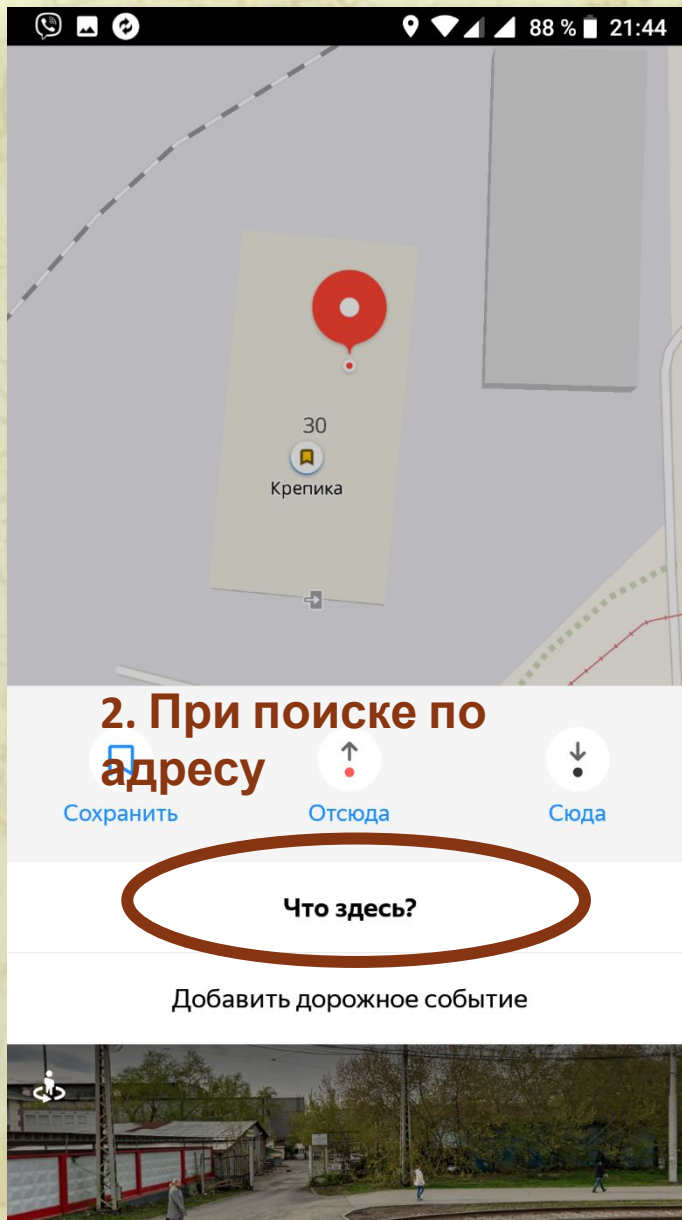 88 % 21:44
30
Крепика
2. При поиске по
адресу
Сохранить Отсюда Сюда
Что здесь?
Добавить дорожное событие